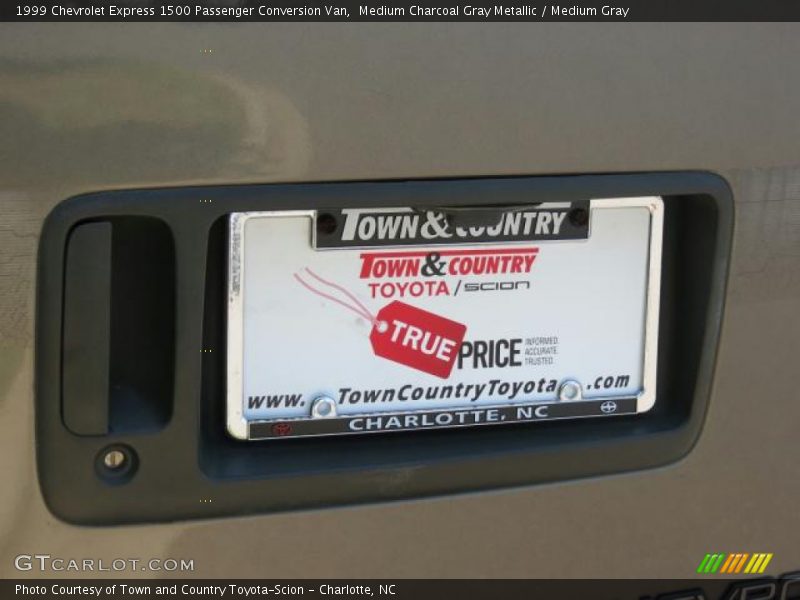 1999 Chevrolet Express 1500 Passenger Conversion Van,  Medium Charcoal Gray Metallic / Medium Gray
TOWN & COUNTRY
TOWN & COUNTRY
TOYOTA / SCION
TRUE
PRICE
INFORMED.
ACCURATE.
TRUSTED.
www. TownCountryToyota .com
CHARLOTTE, NC
GTCARLOT.COM
Photo Courtesy of Town and Country Toyota-Scion - Charlotte, NC